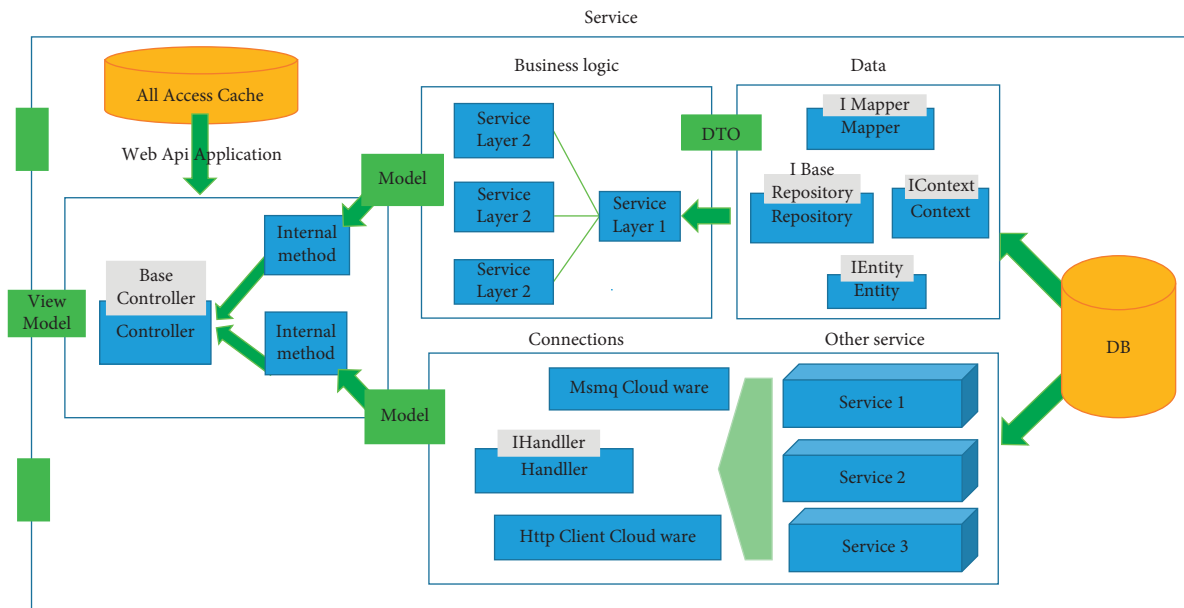 Service
All Access Cache
Web Api Application
Internal
method
Base
Controller
Controller
View
Model
Internal
method
Model
Model
Business logic
Service
Layer 2
Service
Layer 2
Service
Layer 2
Service
Layer 1
DTO
Data
I Mapper
Mapper
I Base
Repository
Repository
IContext
Context
IEntity
Entity
DB
Connections
Msmq Cloud ware
IHandller
Handller
Http Client Cloud ware
Other service
Service 1
Service 2
Service 3